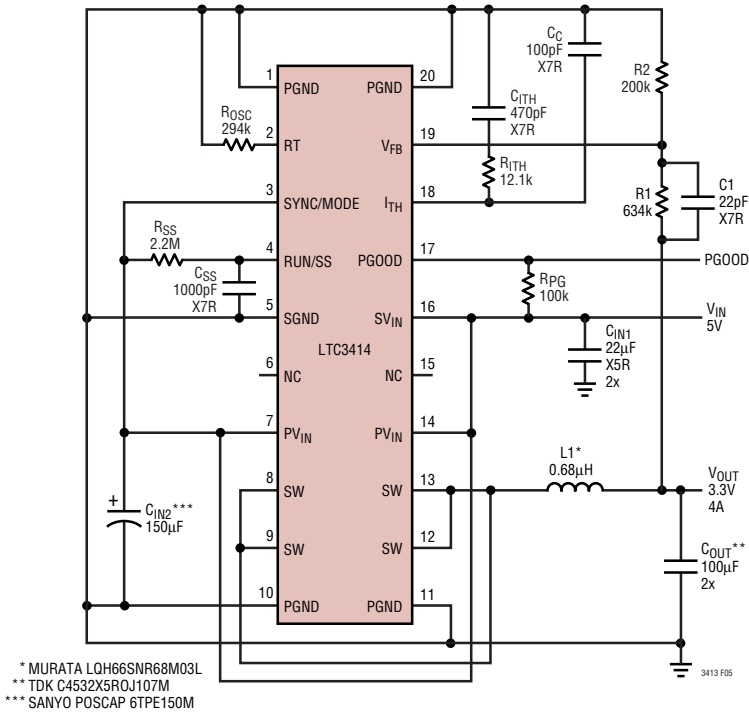 1
PGND
PGND
20
ROSC
294k
2
RT
VFB
19
3
SYNC/MODE
ITH
18
RSS
2.2M
4
RUN/SS
PGOOD
17
CSS
1000pF
X7R
5
SGND
SVIN
16
LTC3414
6
NC
NC
15
7
PVIN
PVIN
14
8
SW
SW
13
9
SW
SW
12
10
PGND
PGND
11
+
CIN2***
150µF
CITH
470pF
X7R
RITH
12.1k
CC
100pF
X7R
R2
200k
R1
634k
C1
22pF
X7R
PGOOD
RPG
100k
VIN
5V
CIN1
22µF
X5R
2x
L1*
0.68µH
VOUT
3.3V
4A
COUT**
100µF
2x
3413 F05
* MURATA LQH66SNR68M03L
** TDK C4532X5ROJ107M
*** SANYO POSCAP 6TPE150M